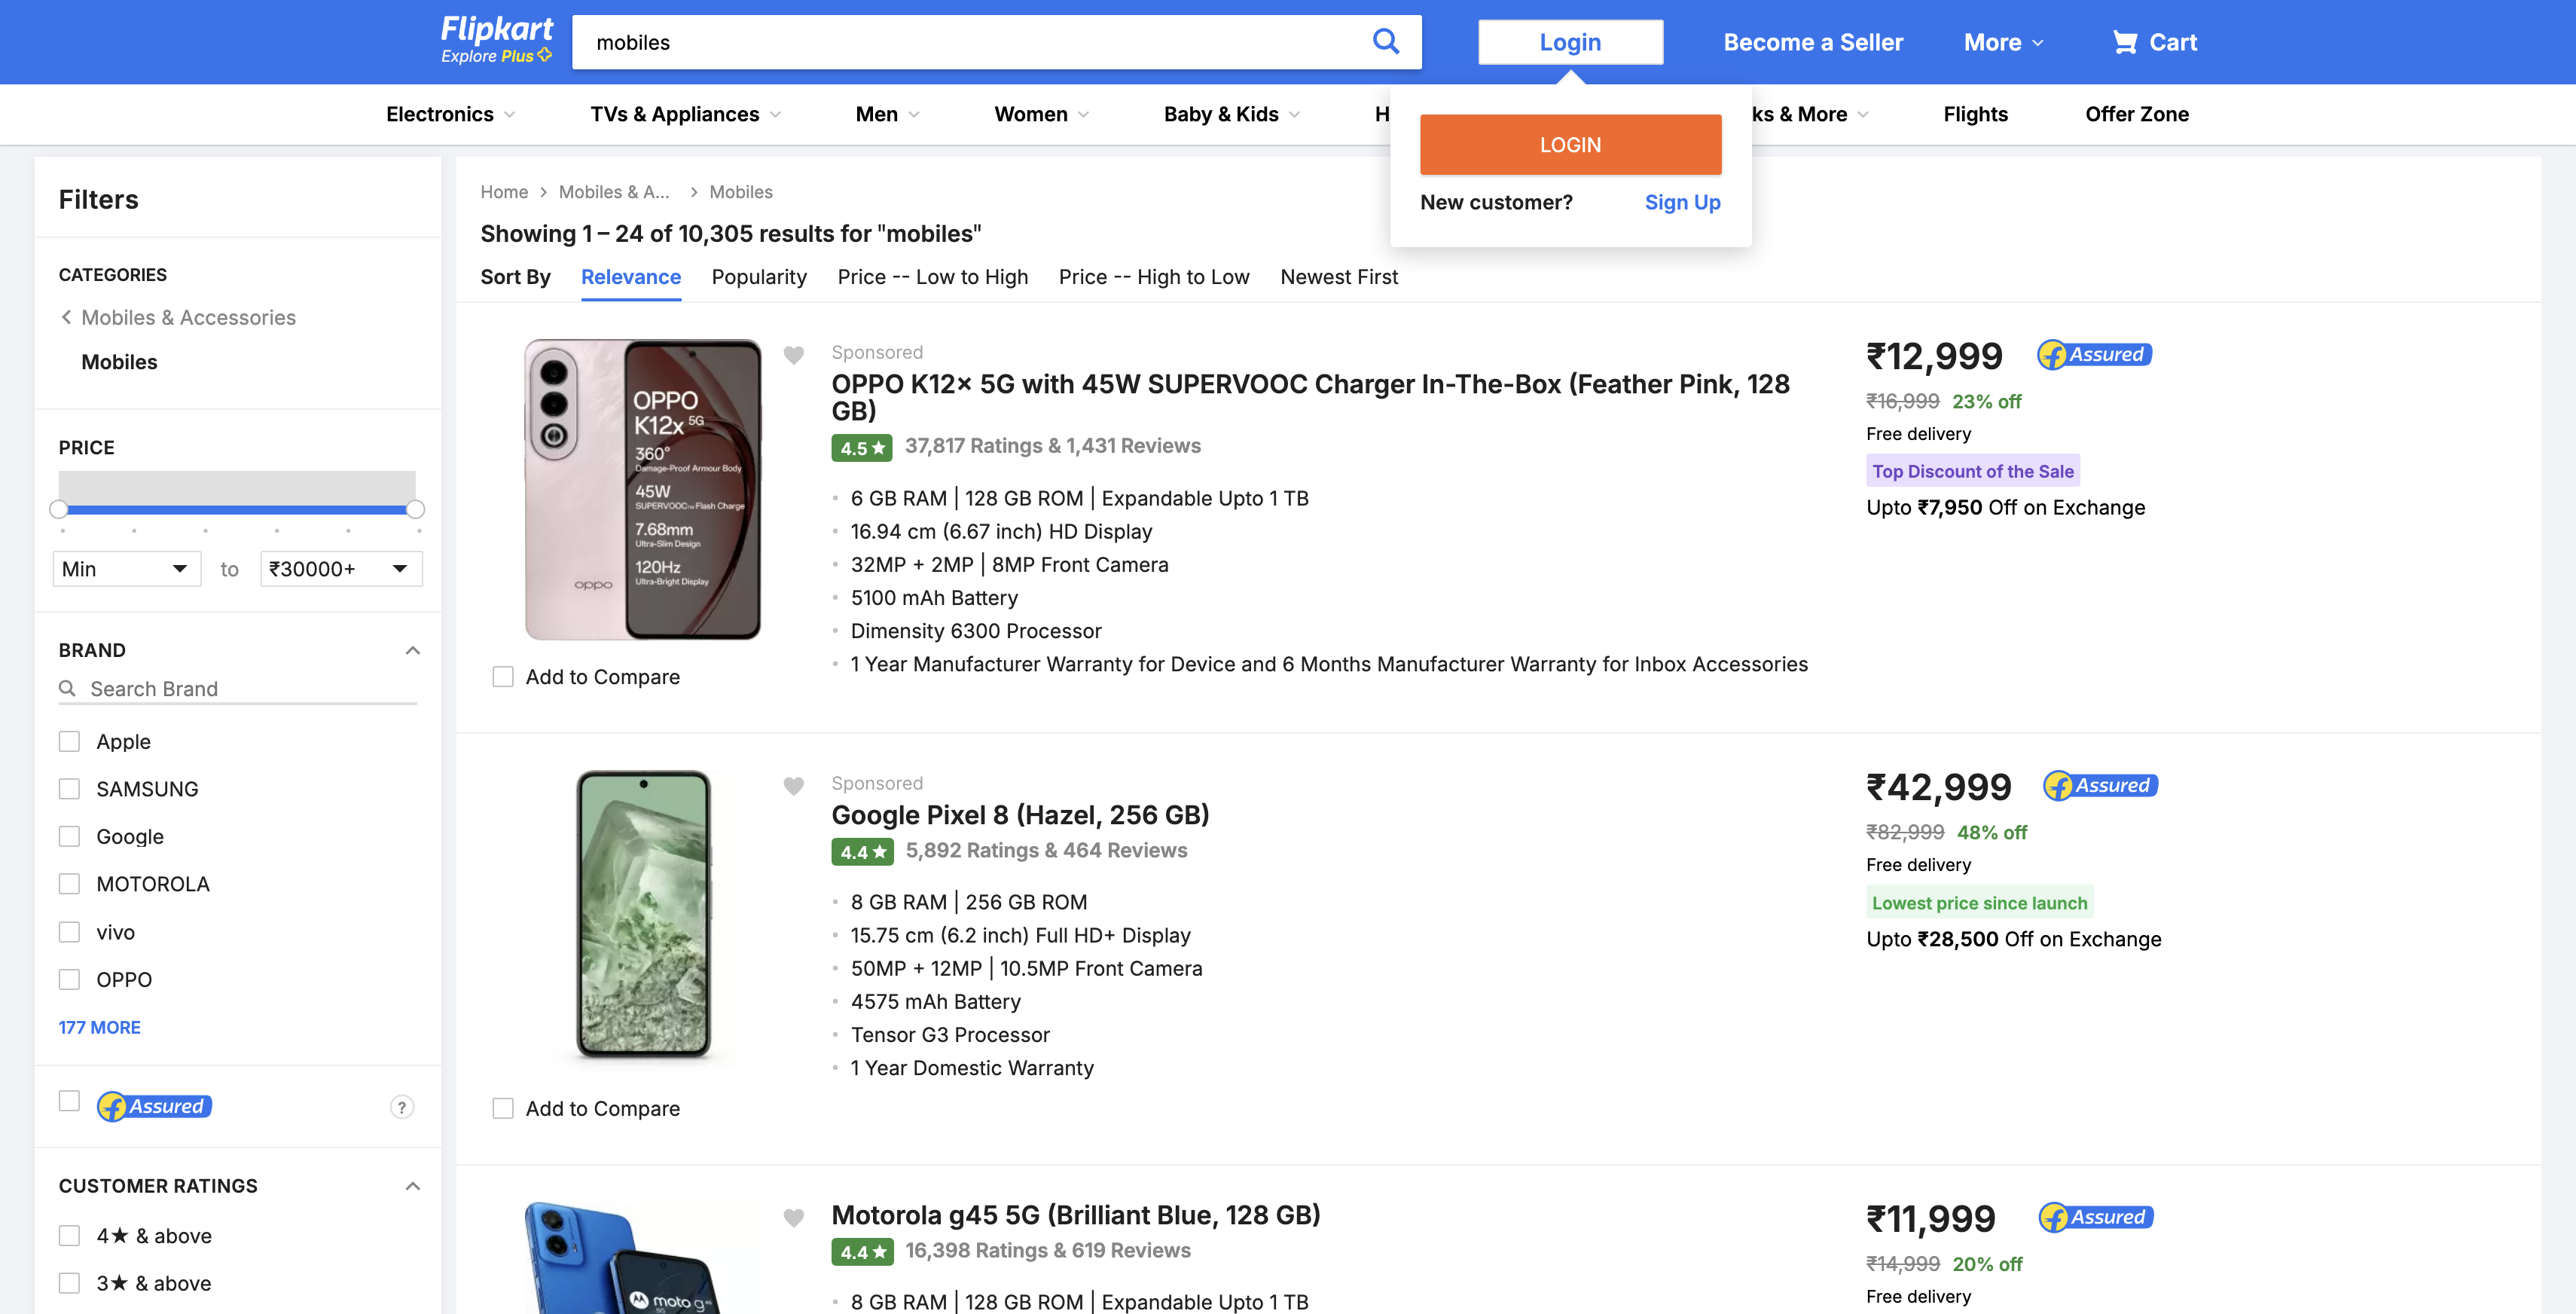 Flipkart
Explore Plus
mobiles
Login
Become a Seller
More
Cart
Electronics
TVs & Appliances
Men
Women
Baby & Kids
H
ks & More
Flights
Offer Zone
LOGIN
New customer?
Sign Up
Filters
CATEGORIES
Mobiles & Accessories
Mobiles
PRICE
Min
to
₹30000+
BRAND
Search Brand
Apple
SAMSUNG
Google
MOTOROLA
vivo
OPPO
177 MORE
Assured
?
CUSTOMER RATINGS
4★ & above
3★ & above
Home
Mobiles & A...
Mobiles
Showing 1 – 24 of 10,305 results for "mobiles"
Sort By
Relevance
Popularity
Price -- Low to High
Price -- High to Low
Newest First
OPPO
K12x 5G
360°
Damage-Proof Armour Body
45W
SUPERVOOC™ Flash Charge
7.68mm
Ultra-Slim Design
120Hz
Ultra-Bright Display
oppo
Add to Compare
Sponsored
OPPO K12x 5G with 45W SUPERVOOC Charger In-The-Box (Feather Pink, 128
GB)
4.5★
37,817 Ratings & 1,431 Reviews
6 GB RAM | 128 GB ROM | Expandable Upto 1 TB
16.94 cm (6.67 inch) HD Display
32MP + 2MP | 8MP Front Camera
5100 mAh Battery
Dimensity 6300 Processor
1 Year Manufacturer Warranty for Device and 6 Months Manufacturer Warranty for Inbox Accessories
₹12,999
Assured
₹16,999 23% off
Free delivery
Top Discount of the Sale
Upto ₹7,950 Off on Exchange
Add to Compare
Sponsored
Google Pixel 8 (Hazel, 256 GB)
4.4★
5,892 Ratings & 464 Reviews
8 GB RAM | 256 GB ROM
15.75 cm (6.2 inch) Full HD+ Display
50MP + 12MP | 10.5MP Front Camera
4575 mAh Battery
Tensor G3 Processor
1 Year Domestic Warranty
₹42,999
Assured
₹82,999 48% off
Free delivery
Lowest price since launch
Upto ₹28,500 Off on Exchange
moto g45
Motorola g45 5G (Brilliant Blue, 128 GB)
4.4★
16,398 Ratings & 619 Reviews
8 GB RAM | 128 GB ROM | Expandable Upto 1 TB
₹11,999
Assured
₹14,999 20% off
Free delivery